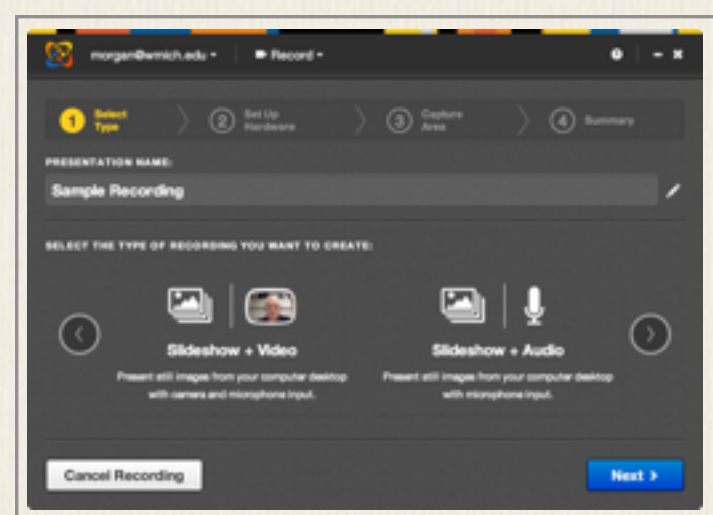 morgan@wmich.edu Record
1 Select Type 2 Set Up Hardware 3 Capture Area 4 Summary
PRESENTATION NAME:
Sample Recording
SELECT THE TYPE OF RECORDING YOU WANT TO CREATE:
Slideshow + Video Slideshow + Audio
Present still images from your computer desktop Present still images from your computer desktop
with camera and microphone input. with microphone input.
Cancel Recording Next >